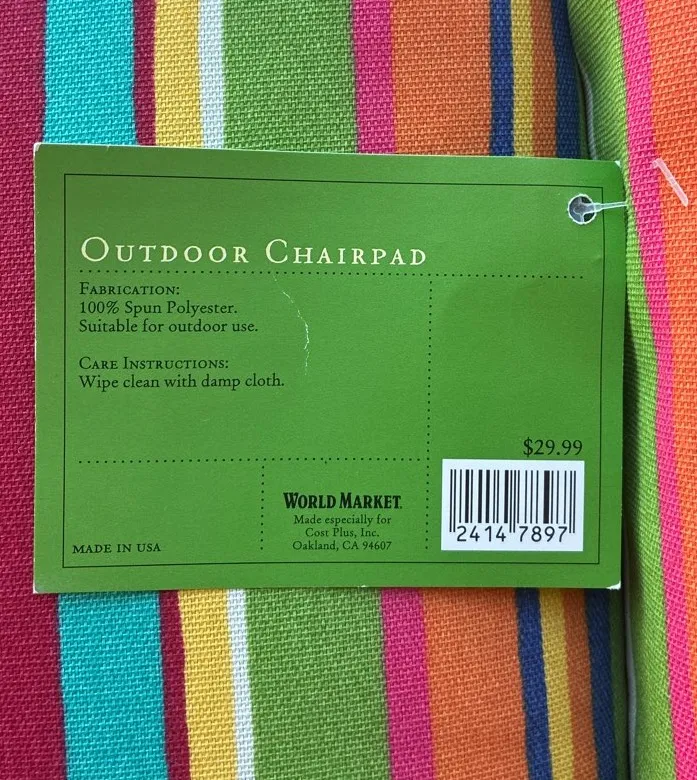 OUTDOOR CHAIRPAD
FABRICATION:
100% Spun Polyester.
Suitable for outdoor use.
CARE INSTRUCTIONS:
Wipe clean with damp cloth.
$29.99
WORLD MARKET.
Made especially for
Cost Plus, Inc.
Oakland, CA 94607
MADE IN USA
2414 7897